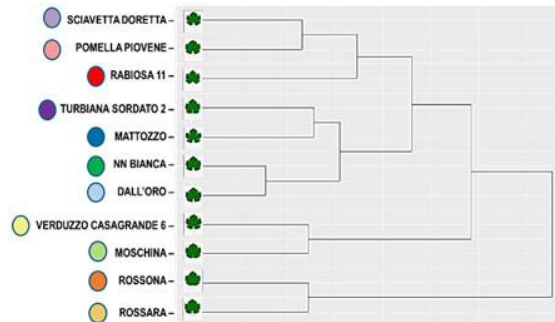 SCIAVETTA DORETTA
POMELLA PIOVENE
RABIOSA 11
TURBIANA SORDATO 2
MATTOZZO
NN BIANCA
DALL'ORO
VERDUZZO CASAGRANDE 6
MOSCHINA
ROSSONA
ROSSARA